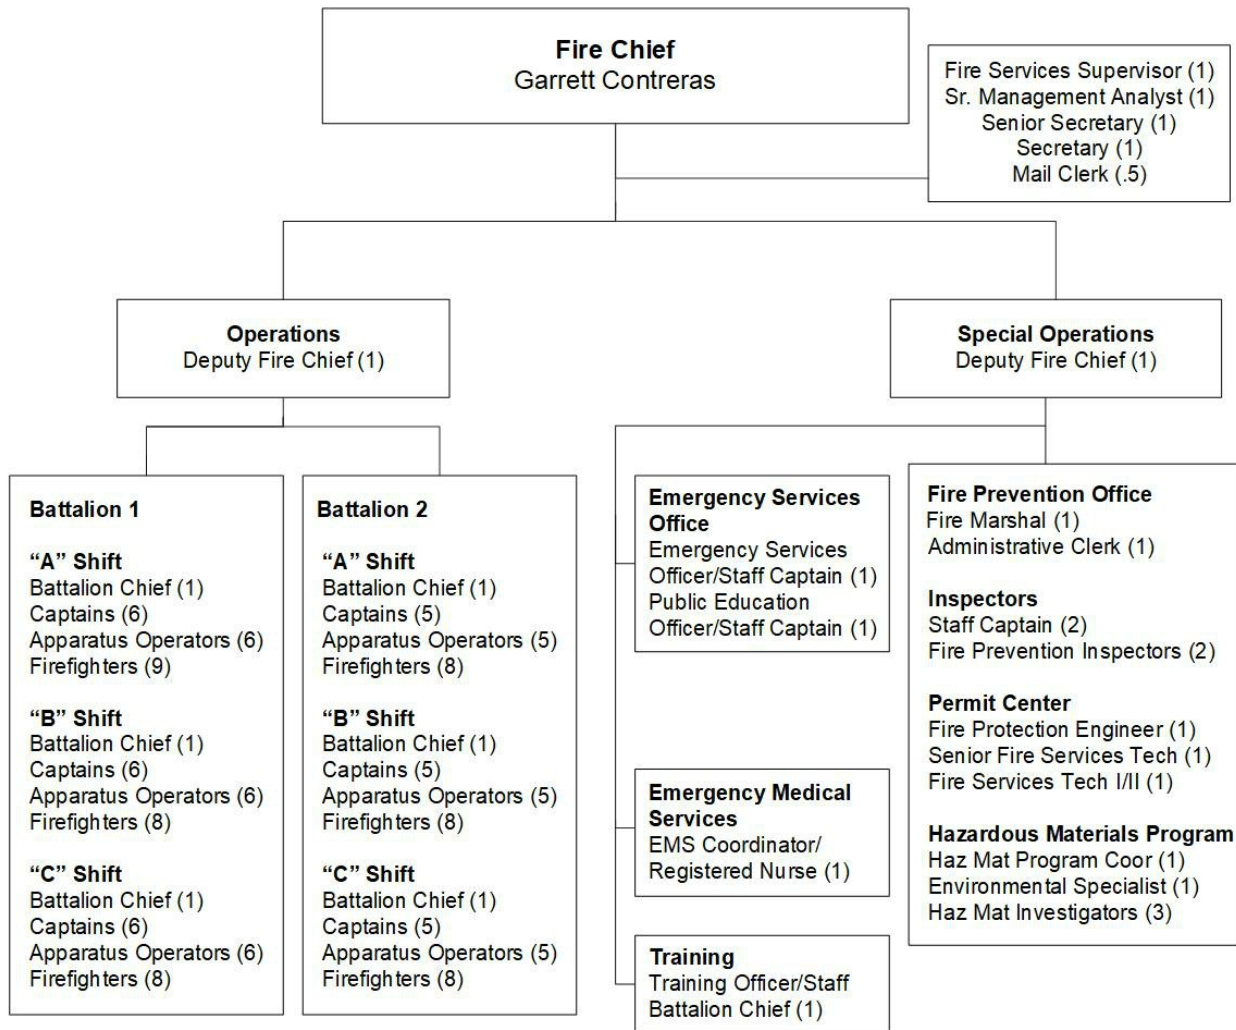 Fire Chief
Garrett Contreras
Fire Services Supervisor (1)
Sr. Management Analyst (1)
Senior Secretary (1)
Secretary (1)
Mail Clerk (.5)
Operations
Deputy Fire Chief (1)
Special Operations
Deputy Fire Chief (1)
Battalion 1
“A” Shift
Battalion Chief (1)
Captains (6)
Apparatus Operators (6)
Firefighters (9)
“B” Shift
Battalion Chief (1)
Captains (6)
Apparatus Operators (6)
Firefighters (8)
“C” Shift
Battalion Chief (1)
Captains (6)
Apparatus Operators (6)
Firefighters (8)
Battalion 2
“A” Shift
Battalion Chief (1)
Captains (5)
Apparatus Operators (5)
Firefighters (8)
“B” Shift
Battalion Chief (1)
Captains (5)
Apparatus Operators (5)
Firefighters (8)
“C” Shift
Battalion Chief (1)
Captains (5)
Apparatus Operators (5)
Firefighters (8)
Emergency Services
Office
Emergency Services
Officer/Staff Captain (1)
Public Education
Officer/Staff Captain (1)
Emergency Medical
Services
EMS Coordinator/
Registered Nurse (1)
Training
Training Officer/Staff
Battalion Chief (1)
Fire Prevention Office
Fire Marshal (1)
Administrative Clerk (1)
Inspectors
Staff Captain (2)
Fire Prevention Inspectors (2)
Permit Center
Fire Protection Engineer (1)
Senior Fire Services Tech (1)
Fire Services Tech I/II (1)
Hazardous Materials Program
Haz Mat Program Coor (1)
Environmental Specialist (1)
Haz Mat Investigators (3)